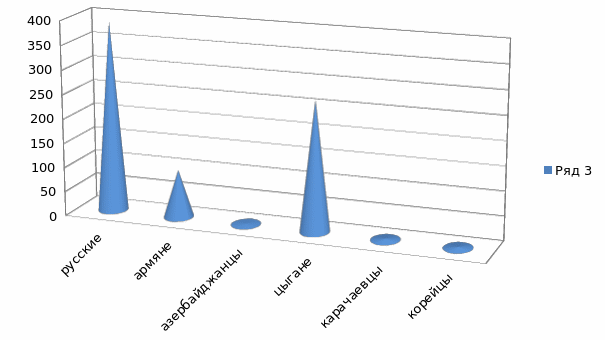 400
350
300
250
200
150
100
50
0
русские
армяне
азербайджанцы
цыгане
карачаевцы
корейцы
Ряд 3